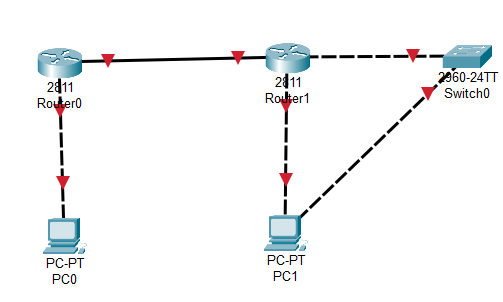 2811
Router0
2811
Router1
2960-24TT
Switch0
PC-PT
PC0
PC-PT
PC1